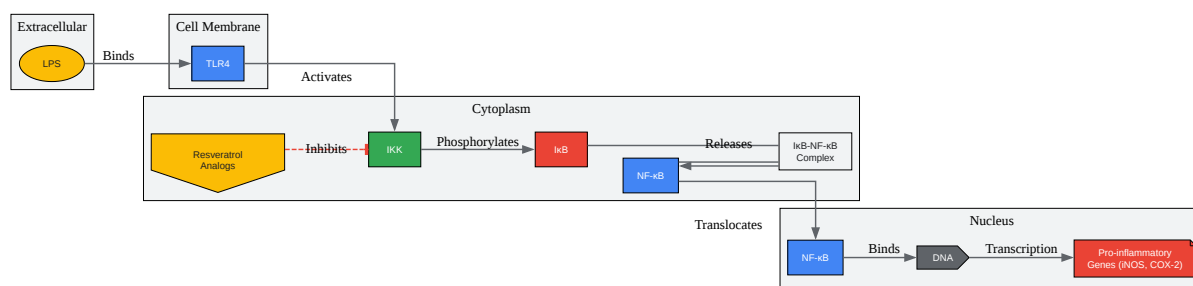 Extracellular
LPS
Binds
Cell Membrane
TLR4
Activates
Cytoplasm
Resveratrol
Analogs
Inhibits
IKK
Phosphorylates
IκB
Releases
IκB-NF-κB
Complex
NF-κB
Translocates
Nucleus
NF-κB
Binds
DNA
Transcription
Pro-inflammatory
Genes (iNOS, COX-2)